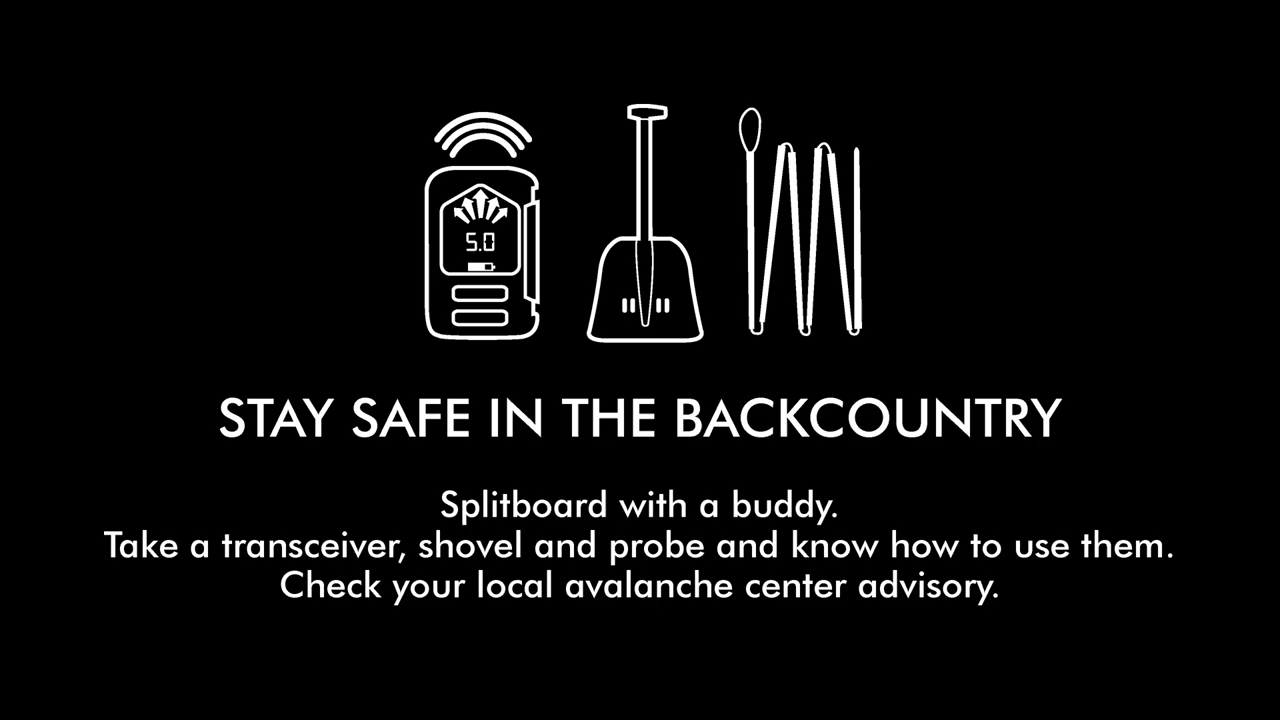 5.0
STAY SAFE IN THE BACKCOUNTRY
Splitboard with a buddy.
Take a transceiver, shovel and probe and know how to use them.
Check your local avalanche center advisory.